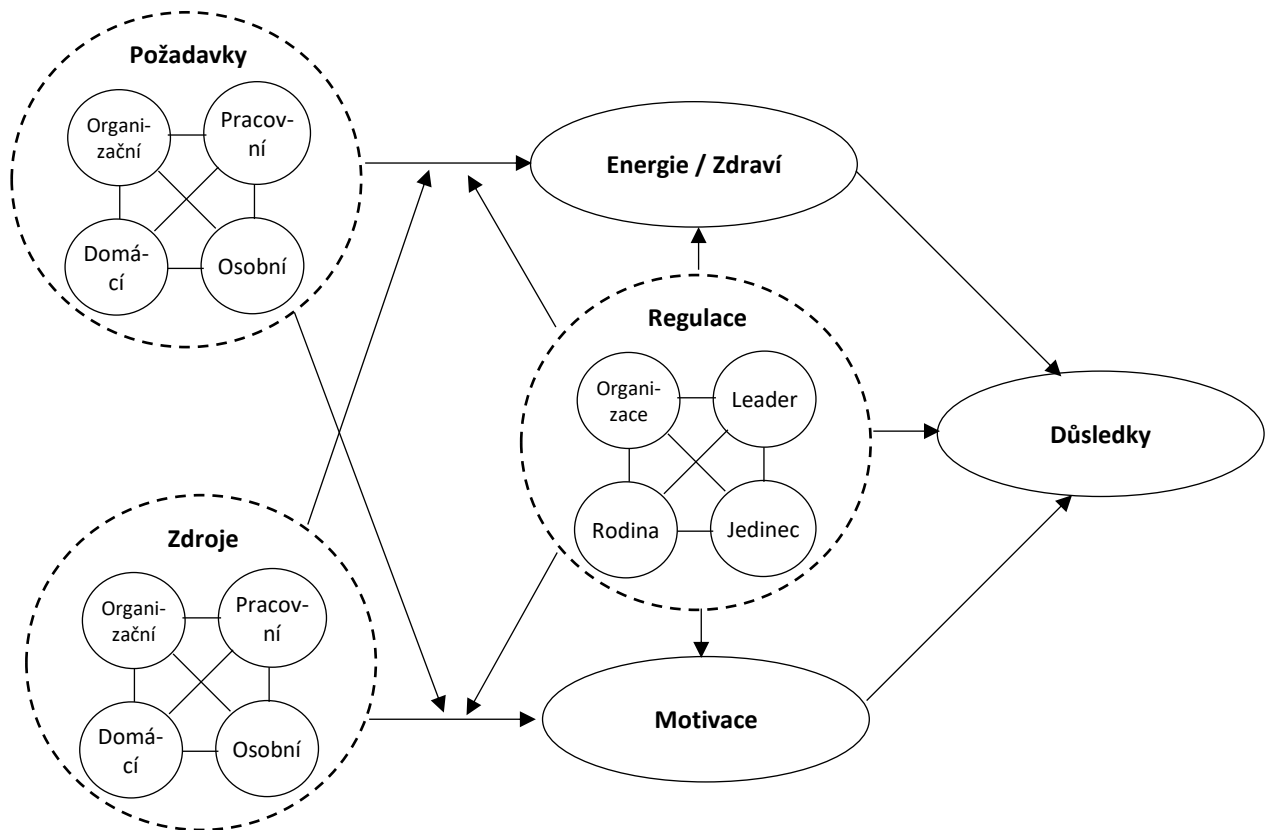 Požadavky
Organi-
zační
Pracov-
ní
Domá-
cí
Osobní
Energie / Zdraví
Regulace
Organi-
zace
Leader
Rodina
Jedinec
Důsledky
Zdroje
Organi-
zační
Pracov-
ní
Domá-
cí
Osobní
Motivace